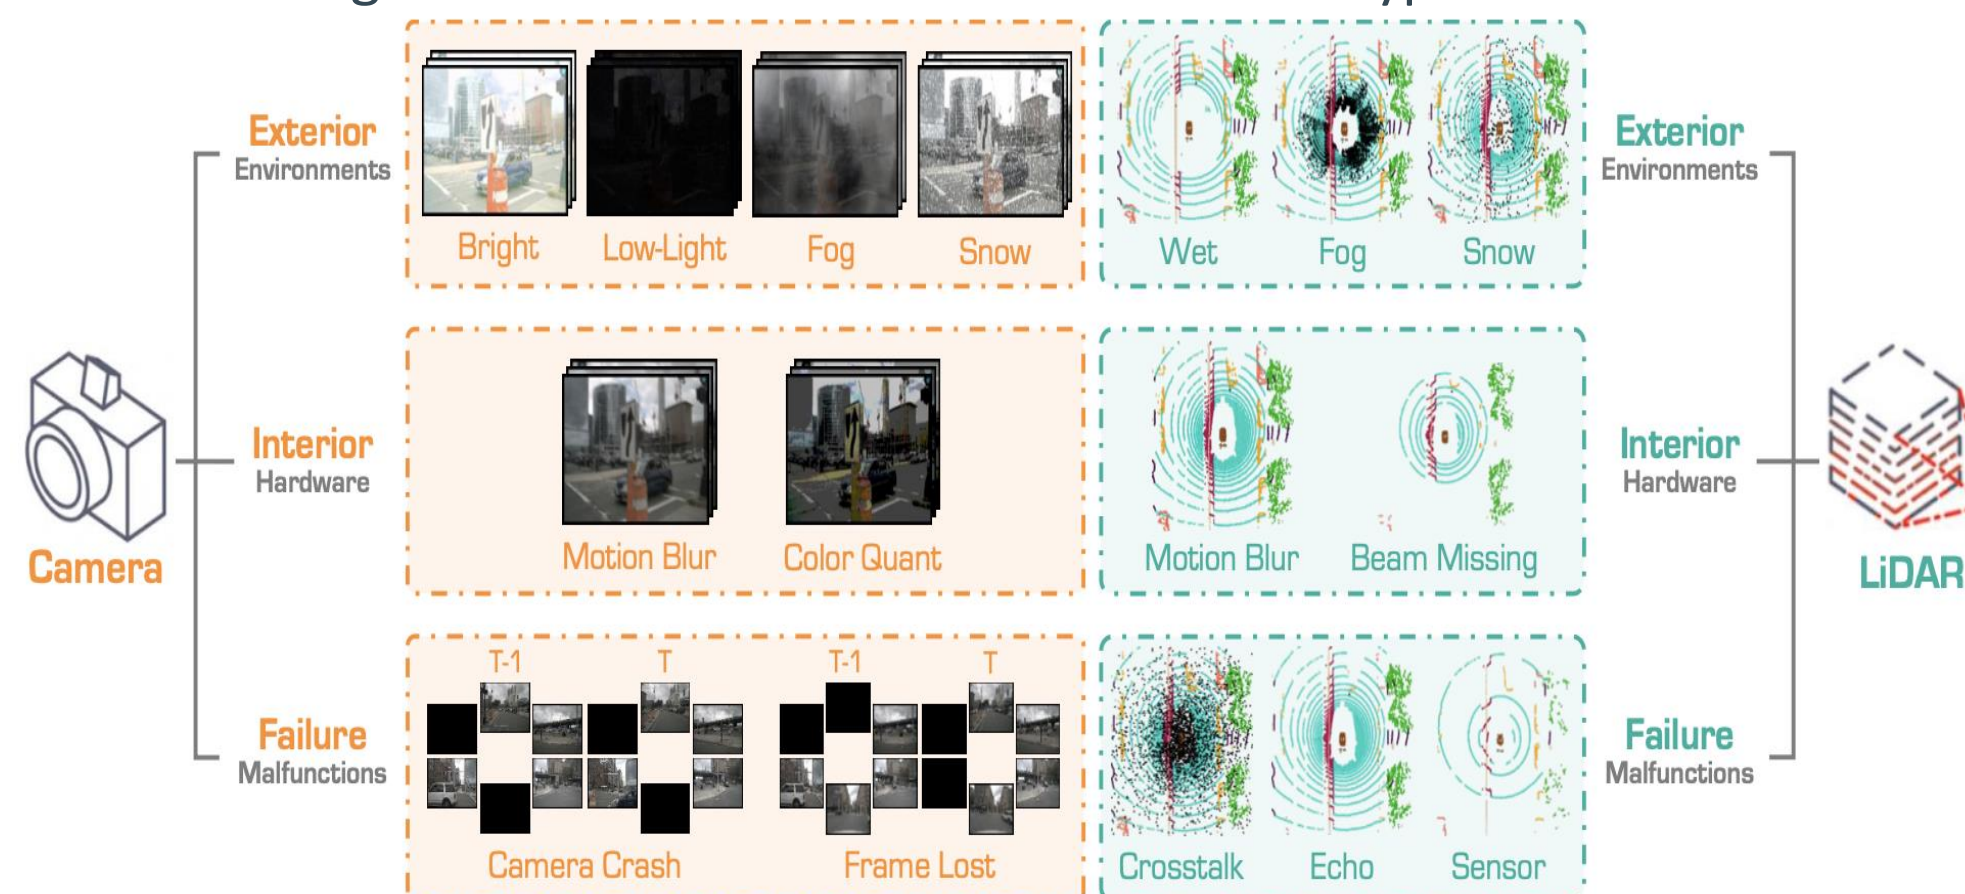 Exterior
Environments
Bright
Low-Light
Fog
Snow
Wet
Fog
Snow
Exterior
Environments
Camera
Interior
Hardware
Motion Blur
Color Quant
Motion Blur
Beam Missing
Interior
Hardware
LiDAR
Failure
Malfunctions
T-1
T
T-1
T
Camera Crash
Frame Lost
Crosstalk
Echo
Sensor
Failure
Malfunctions